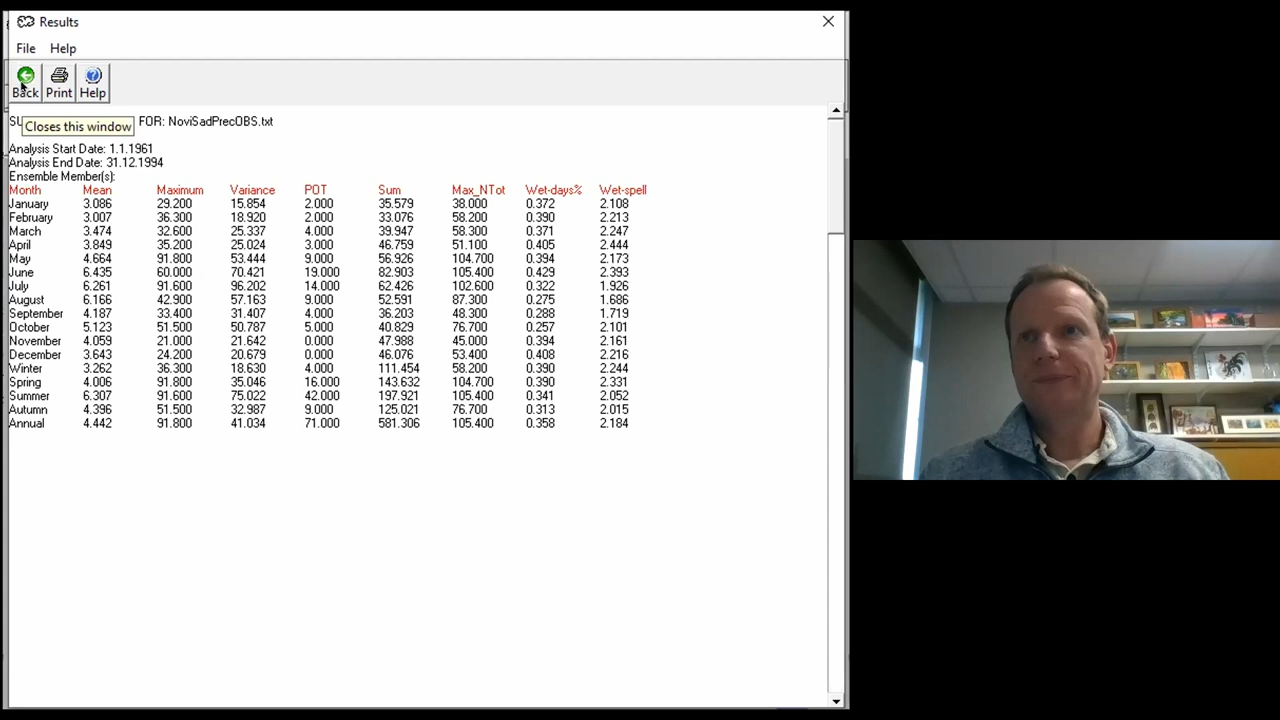 Results
File Help
Back Print Help
SU FOR: NoviSadPrecOBS.txt
Closes this window
Analysis Start Date: 1.1.1961
Analysis End Date: 31.12.1994
Ensemble Member(s):
Month Mean Maximum Variance POT Sum Max_NTot Wet-days% Wet-spell
January 3.086 29.200 15.854 2.000 35.579 38.000 0.372 2.108
February 3.007 36.300 18.920 2.000 33.076 58.200 0.390 2.213
March 3.474 32.600 25.337 4.000 39.947 58.300 0.371 2.247
April 3.849 35.200 25.024 3.000 46.759 51.100 0.405 2.444
May 4.664 91.800 53.444 9.000 56.926 104.700 0.394 2.173
June 6.435 60.000 70.421 19.000 82.903 105.400 0.429 2.393
July 6.261 91.600 96.202 14.000 62.426 102.600 0.322 1.926
August 6.166 42.900 57.163 9.000 52.591 87.300 0.275 1.686
September 4.187 33.400 31.407 4.000 36.203 48.300 0.288 1.719
October 5.123 51.500 50.787 5.000 40.829 76.700 0.257 2.101
November 4.059 21.000 21.642 0.000 47.988 45.000 0.394 2.161
December 3.643 24.200 20.679 0.000 46.076 53.400 0.408 2.216
Winter 3.262 36.300 18.630 4.000 111.454 58.200 0.390 2.244
Spring 4.006 91.800 35.046 16.000 143.632 104.700 0.390 2.331
Summer 6.307 91.600 75.022 42.000 197.921 105.400 0.341 2.052
Autumn 4.396 51.500 32.987 9.000 125.021 76.700 0.313 2.015
Annual 4.442 91.800 41.034 71.000 581.306 105.400 0.358 2.184